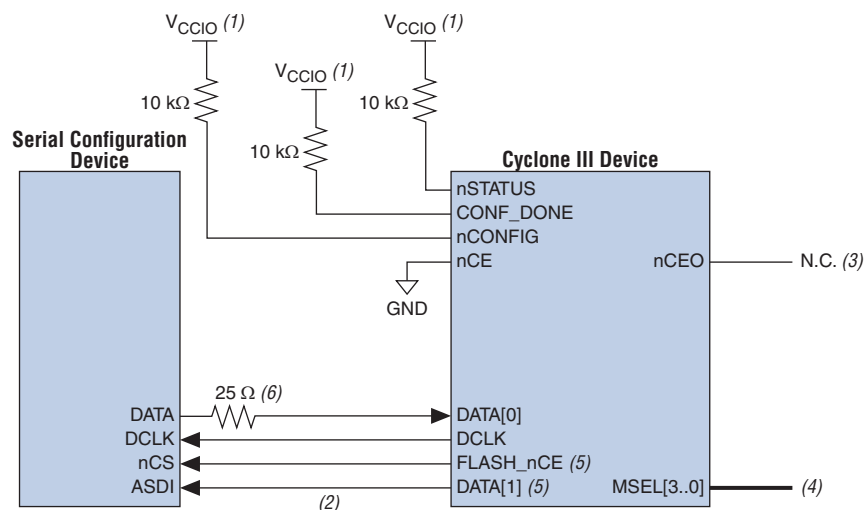 VCCIO (1)
VCCIO (1)
VCCIO (1)
10 kΩ
10 kΩ
10 kΩ
Serial Configuration
Device
Cyclone III Device
nSTATUS
CONF_DONE
nCONFIG
nCE
nCEO
N.C. (3)
GND
25 Ω (6)
DATA
DATA[0]
DCLK
DCLK
nCS
FLASH_nCE (5)
ASDI
DATA[1] (5)
MSEL[3..0]
(4)
(2)